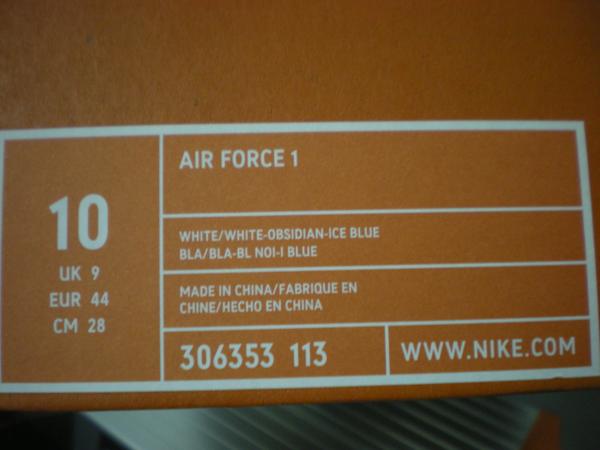 10
UK 9
EUR 44
CM 28
AIR FORCE 1
WHITE/WHITE-OBSIDIAN-ICE BLUE
BLA/BLA-BL NOI-I BLUE
MADE IN CHINA/FABRIQUE EN
CHINE/HECHO EN CHINA
306353 113
WWW.NIKE.COM